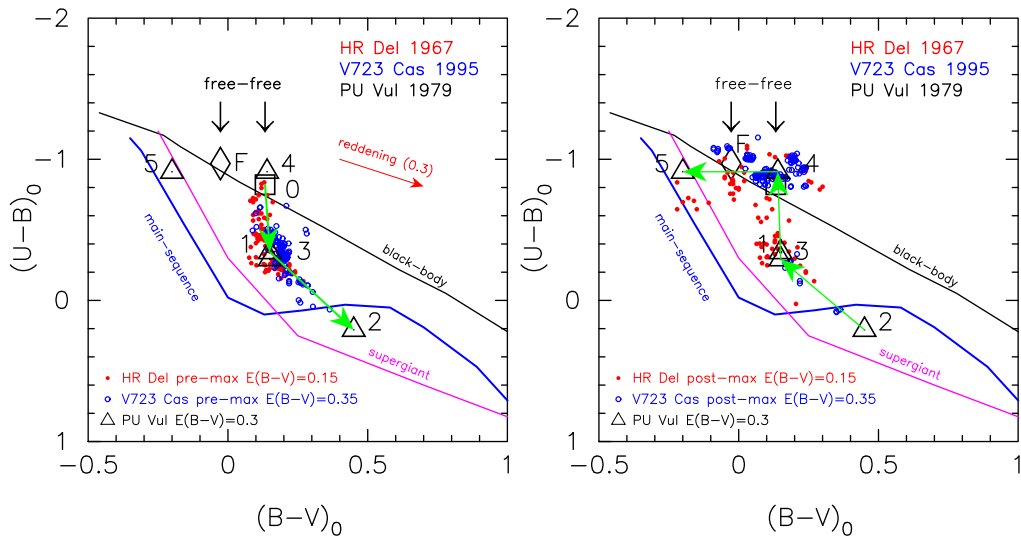 −2
−1
−0
1
−0.5
0
0.5
1
(U−B)0
(B−V)0
HR Del 1967
V723 Cas 1995
PU Vul 1979
free−free
reddening (0.3)
5
F
4
0
1
3
2
main−sequence
black−body
supergiant
HR Del pre−max E(B−V)=0.15
V723 Cas pre−max E(B−V)=0.35
PU Vul E(B−V)=0.3
−2
−1
−0
1
−0.5
0
0.5
1
(U−B)0
(B−V)0
HR Del 1967
V723 Cas 1995
PU Vul 1979
free−free
5
F
4
1
3
2
main−sequence
black−body
supergiant
HR Del post−max E(B−V)=0.15
V723 Cas post−max E(B−V)=0.35
PU Vul E(B−V)=0.3